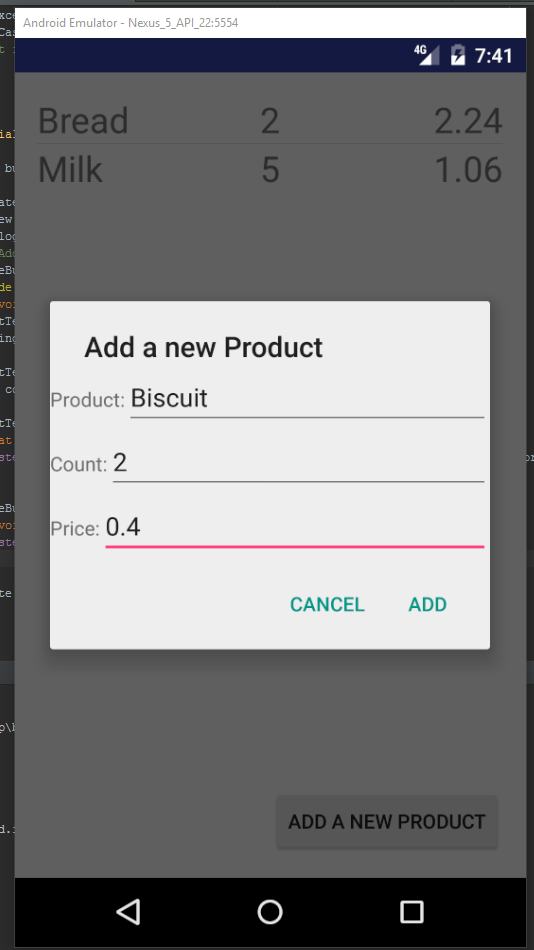 Android Emulator - Nexus_5_API_22:5554
4G 7:41
Bread 2 2.24
Milk 5 1.06
Add a new Product
Product: Biscuit
Count: 2
Price: 0.4
CANCEL ADD
ADD A NEW PRODUCT